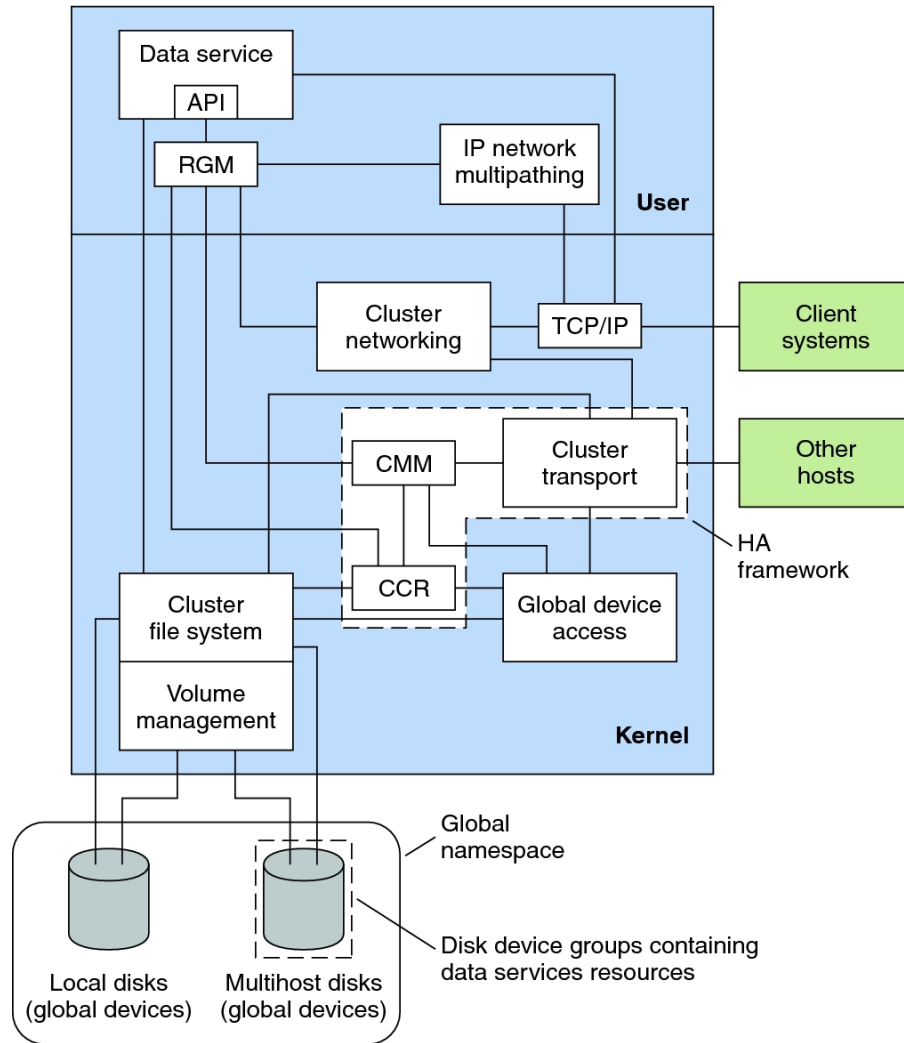 Data service
API
RGM
IP network
multipathing
User
Cluster
networking
TCP/IP
Client
systems
CMM
Cluster
transport
Other
hosts
HA
framework
CCR
Cluster
file system
Global device
access
Volume
management
Kernel
Global
namespace
Disk device groups containing
data services resources
Local disks
(global devices)
Multihost disks
(global devices)